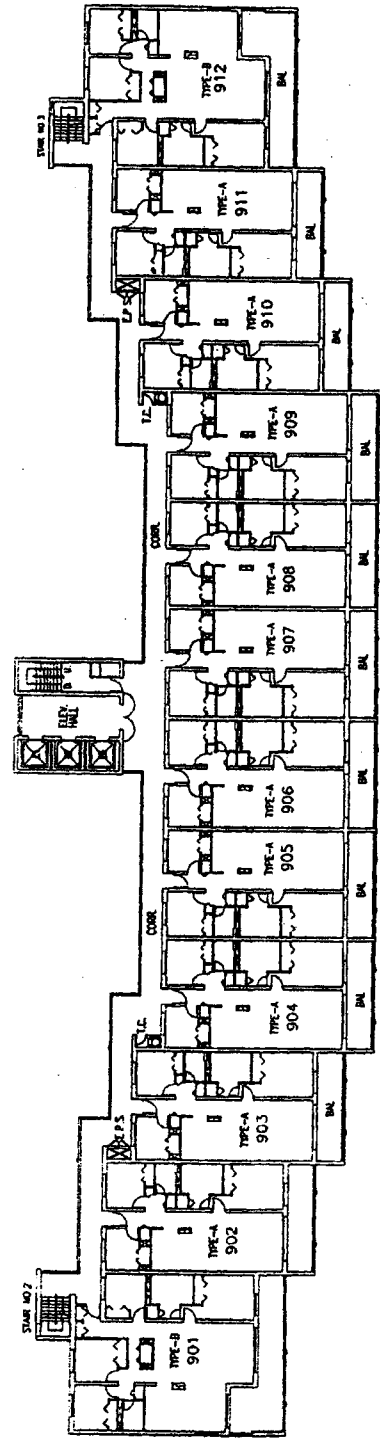 STAIR NO.3
TYPE-B
912
BAL
TYPE-A
911
BAL
E.P.S.
TYPE-A
910
BAL
T.C.
TYPE-A
909
BAL
CORR.
TYPE-A
908
BAL
TYPE-A
907
BAL
U.
D.
ELEV.
HALL
TYPE-A
906
BAL
TYPE-A
905
BAL
CORR.
BAL
TYPE-A
904
BAL
T.C.
TYPE-A
903
BAL
E.P.S.
TYPE-A
902
STAIR NO.2
TYPE-B
901